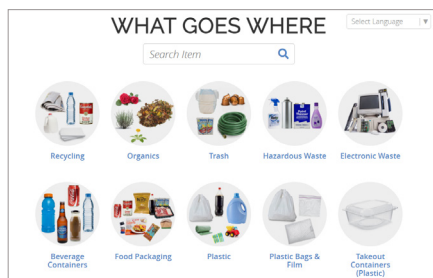 WHAT GOES WHERE
Select Language ▼
Search Item
Recycling
Organics
Trash
Hazardous Waste
Electronic Waste
Beverage
Containers
Food Packaging
Plastic
Plastic Bags &
Film
Takeout
Containers
(Plastic)